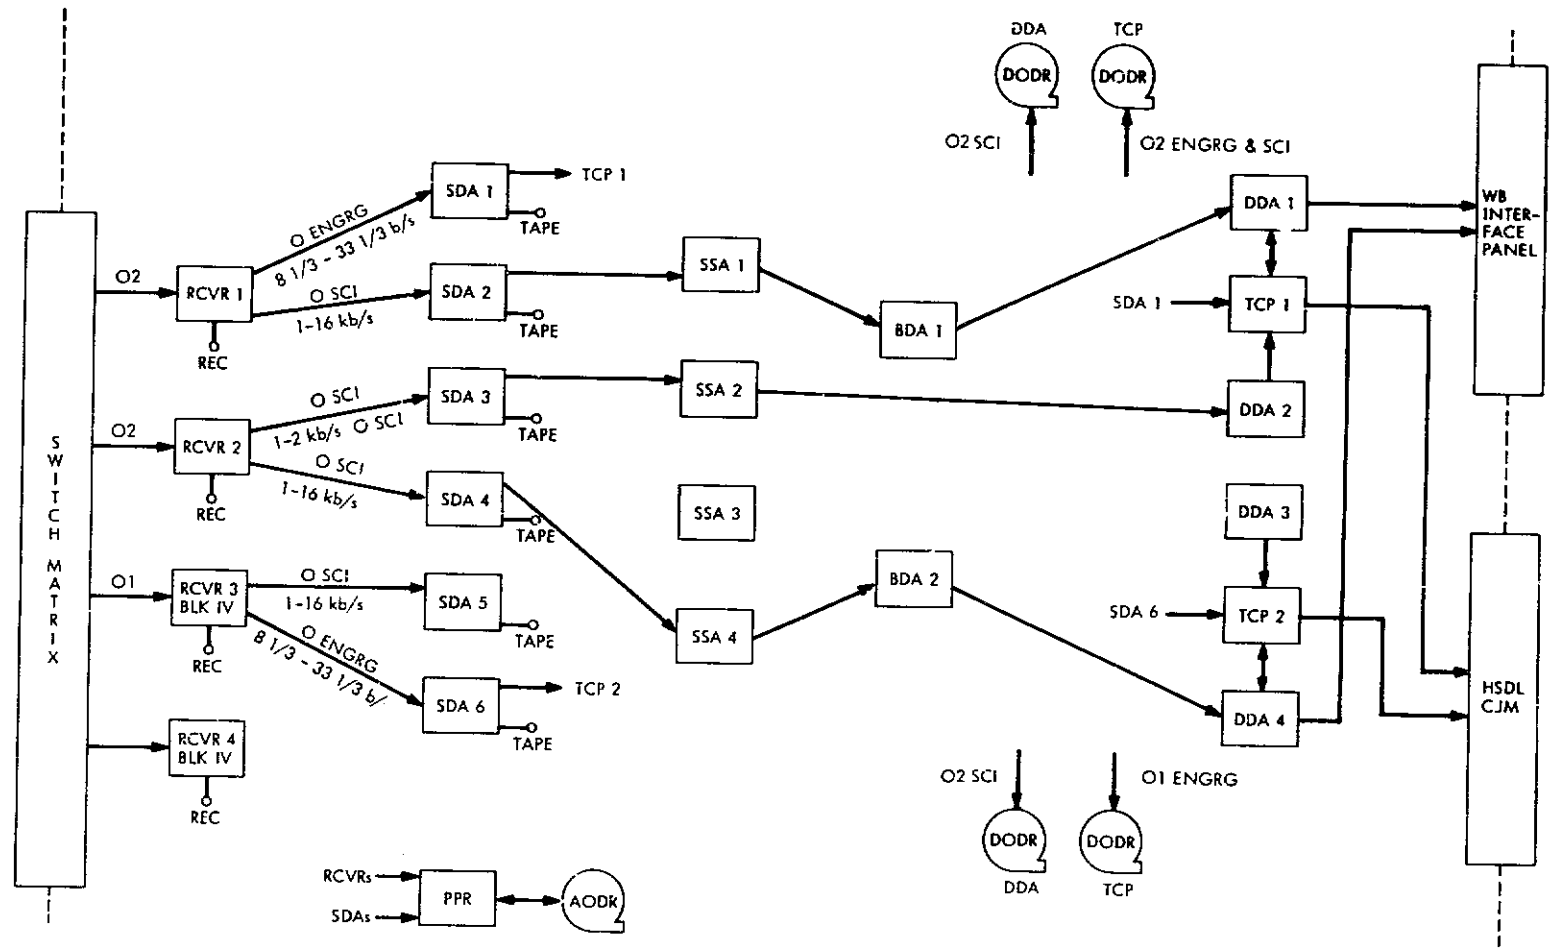 DDA
TCP
DODR
DODR
O2 SCI
O2 ENGRG & SCI
SWITCH MATRIX
O2
RCVR 1
REC
O ENGRG
8 1/3 - 33 1/3 b/s
O SCI
1-16 kb/s
SDA 1
TCP 1
TAPE
SDA 2
TAPE
SSA 1
BDA 1
DDA 1
SDA 1
TCP 1
DDA 2
WB
INTER-
FACE
PANEL
O2
RCVR 2
REC
O SCI
1-2 kb/s O SCI
O SCI
1-16 kb/s
SDA 3
TAPE
SDA 4
TAPE
SSA 2
SSA 3
SSA 4
BDA 2
DDA 3
SDA 6
TCP 2
DDA 4
HSDL
CJM
O1
RCVR 3
BLK IV
REC
O SCI
1-16 kb/s
O ENGRG
8 1/3 - 33 1/3 b/
SDA 5
TAPE
SDA 6
TCP 2
TAPE
RCVR 4
BLK IV
REC
O2 SCI
O1 ENGRG
DODR
DODR
DDA
TCP
RCVRs
SDAs
PPR
AODR